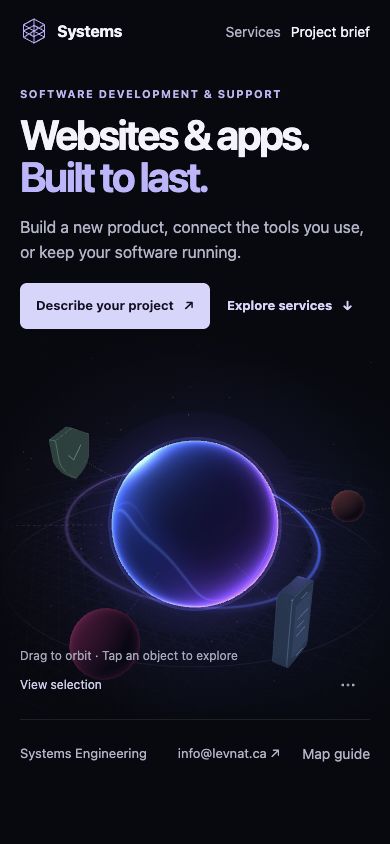 Systems
Services Project brief
SOFTWARE DEVELOPMENT & SUPPORT
Websites & apps.
Built to last.
Build a new product, connect the tools you use,
or keep your software running.
Describe your project ↗ Explore services ↓
Drag to orbit · Tap an object to explore
View selection ...
Systems Engineering info@levnat.ca ↗ Map guide